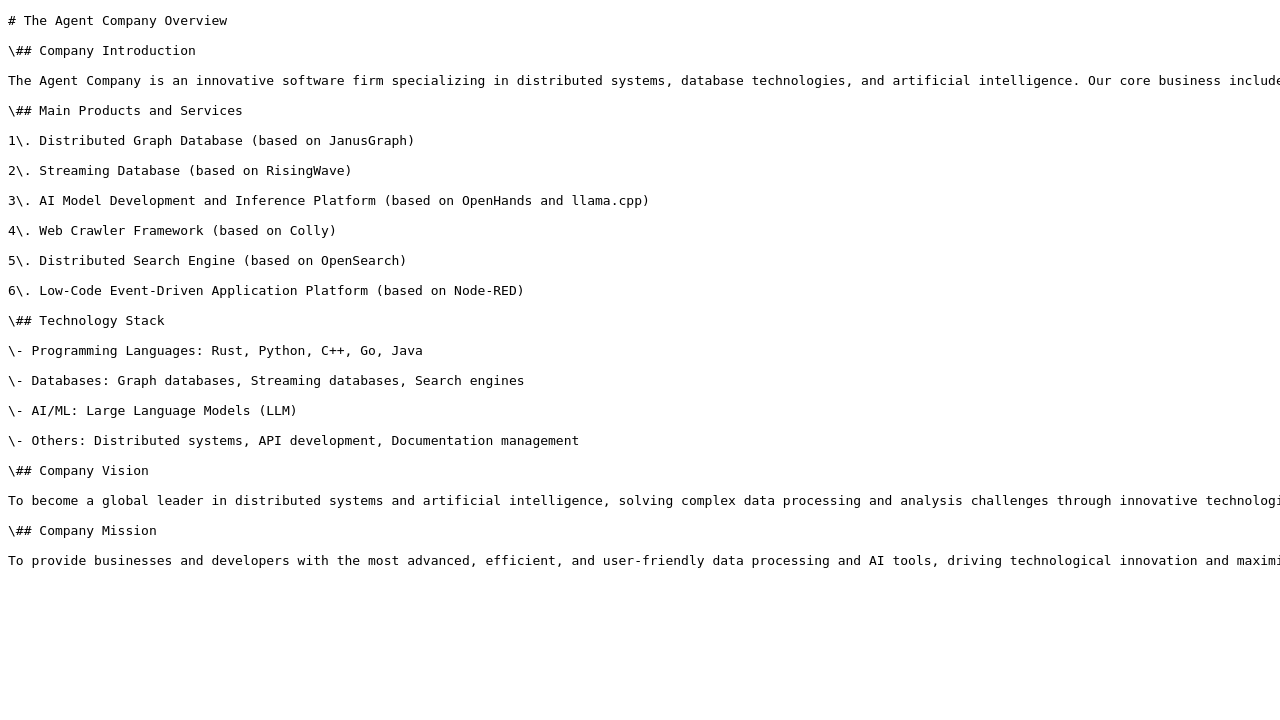 # The Agent Company Overview
\## Company Introduction
The Agent Company is an innovative software firm specializing in distributed systems, database technologies, and artificial intelligence. Our core business include
\## Main Products and Services
1\. Distributed Graph Database (based on JanusGraph)
2\. Streaming Database (based on RisingWave)
3\. AI Model Development and Inference Platform (based on OpenHands and llama.cpp)
4\. Web Crawler Framework (based on Colly)
5\. Distributed Search Engine (based on OpenSearch)
6\. Low-Code Event-Driven Application Platform (based on Node-RED)
\## Technology Stack
\- Programming Languages: Rust, Python, C++, Go, Java
\- Databases: Graph databases, Streaming databases, Search engines
\- AI/ML: Large Language Models (LLM)
\- Others: Distributed systems, API development, Documentation management
\## Company Vision
To become a global leader in distributed systems and artificial intelligence, solving complex data processing and analysis challenges through innovative technologi
\## Company Mission
To provide businesses and developers with the most advanced, efficient, and user-friendly data processing and AI tools, driving technological innovation and maximi